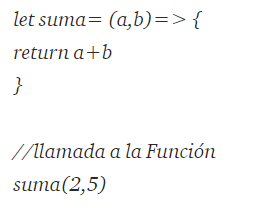 let suma= (a,b)=> {
return a+b
}
//llamada a la Función
suma(2,5)